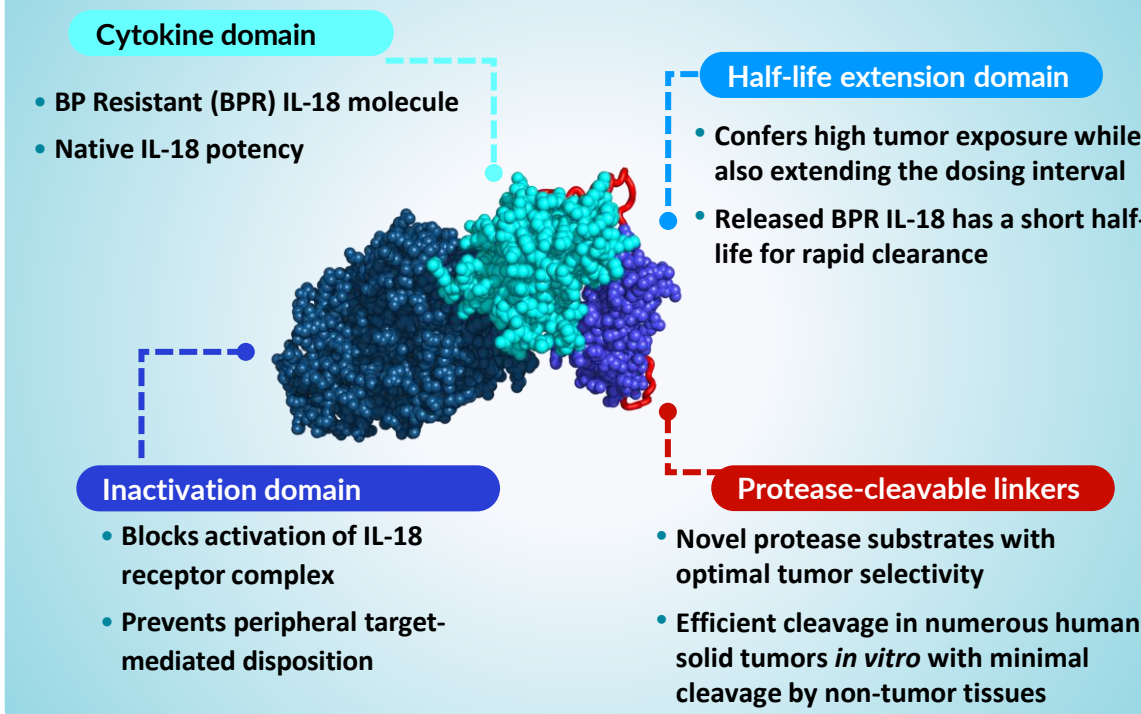 Cytokine domain
• BP Resistant (BPR) IL-18 molecule
• Native IL-18 potency
Half-life extension domain
• Confers high tumor exposure while
also extending the dosing interval
• Released BPR IL-18 has a short half-
life for rapid clearance
Inactivation domain
• Blocks activation of IL-18
receptor complex
• Prevents peripheral target-
mediated disposition
Protease-cleavable linkers
• Novel protease substrates with
optimal tumor selectivity
• Efficient cleavage in numerous human
solid tumors in vitro with minimal
cleavage by non-tumor tissues